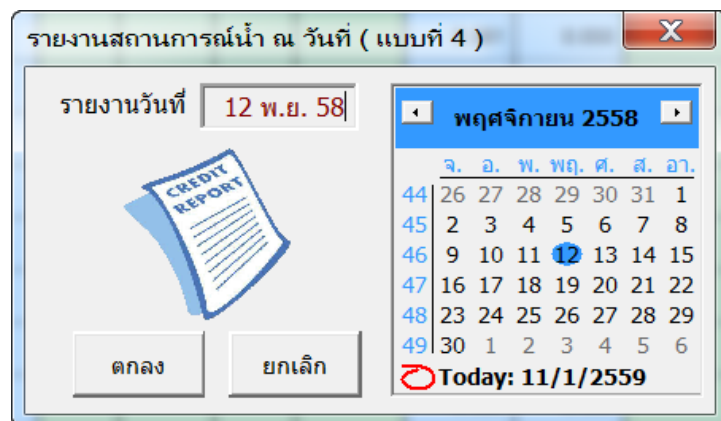 รายงานสถานการณ์น้ำ ณ วันที่ ( แบบที่ 4 )
X
รายงานวันที่ 12 พ.ย. 58
CREDIT
REPORT
ตกลง ยกเลิก
พฤศจิกายน 2558
จ. อ. พ. พฤ. ศ. ส. อา.
44 26 27 28 29 30 31 1
45 2 3 4 5 6 7 8
46 9 10 11 12 13 14 15
47 16 17 18 19 20 21 22
48 23 24 25 26 27 28 29
49 30 1 2 3 4 5 6
Today: 11/1/2559